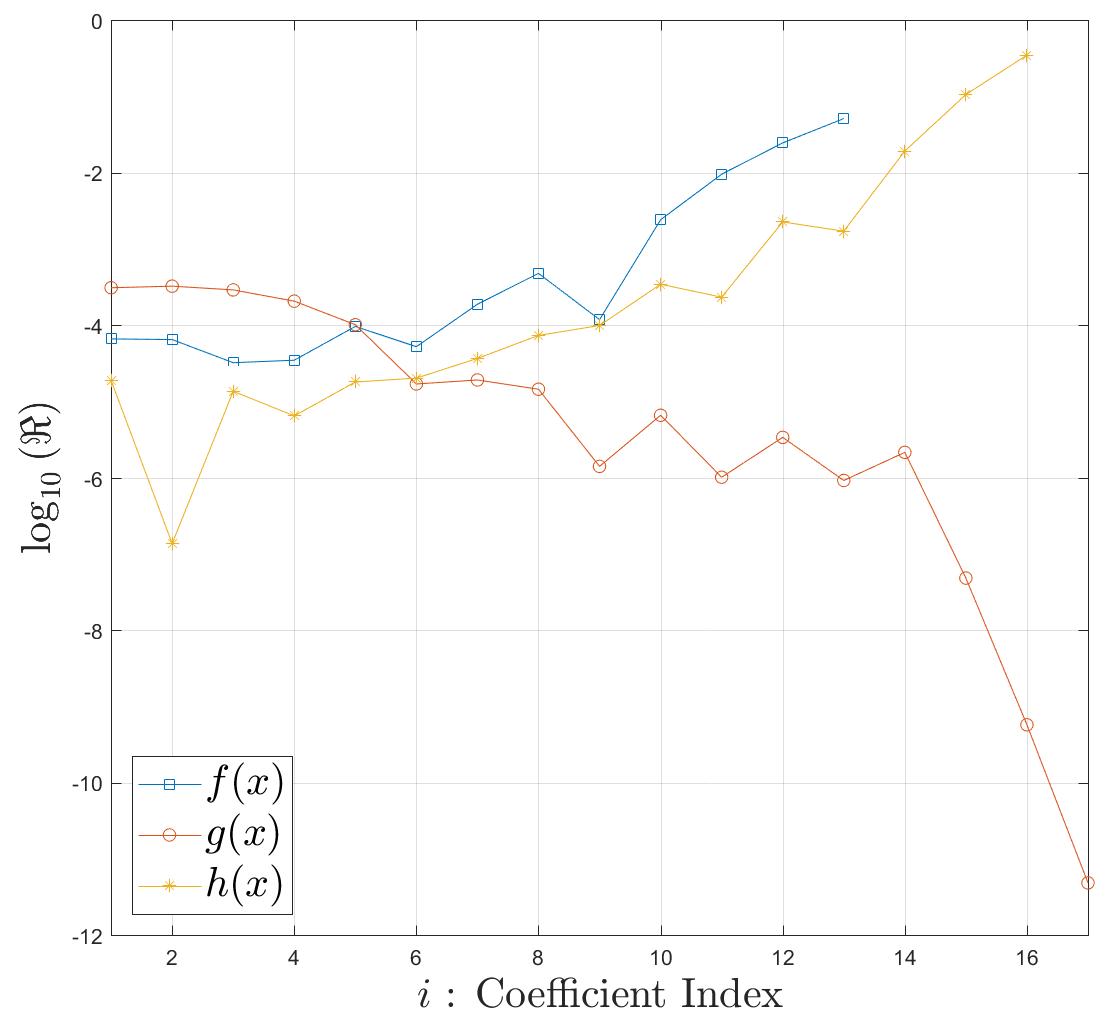 0
-2
-4
-6
-8
-10
-12
log10 (ℜ)
f(x)
g(x)
h(x)
2 4 6 8 10 12 14 16
i : Coefficient Index